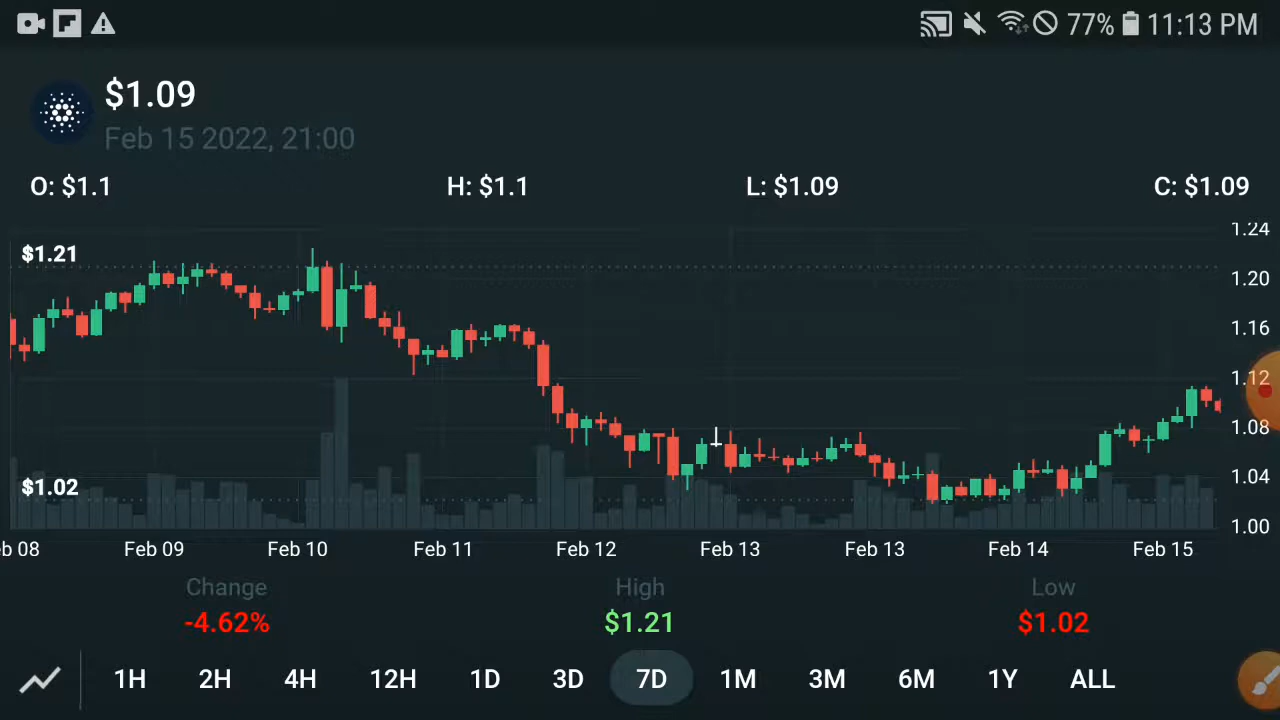 77% 11:13 PM
$1.09
Feb 15 2022, 21:00
O: $1.1 H: $1.1 L: $1.09 C: $1.09
1.24
$1.21
1.20
1.16
1.12
1.08
1.04
$1.02
1.00
b 08 Feb 09 Feb 10 Feb 11 Feb 12 Feb 13 Feb 13 Feb 14 Feb 15
Change High Low
-4.62% $1.21 $1.02
1H 2H 4H 12H 1D 3D 7D 1M 3M 6M 1Y ALL